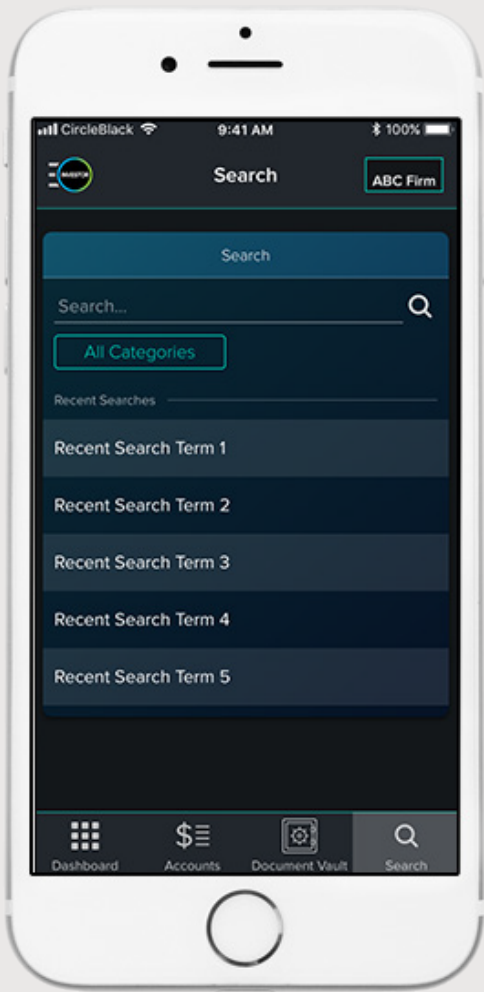 CircleBlack 9:41 AM 100%
INVESTOR Search ABC Firm
Search
Search...
All Categories
Recent Searches
Recent Search Term 1
Recent Search Term 2
Recent Search Term 3
Recent Search Term 4
Recent Search Term 5
$
Dashboard Accounts Document Vault Search